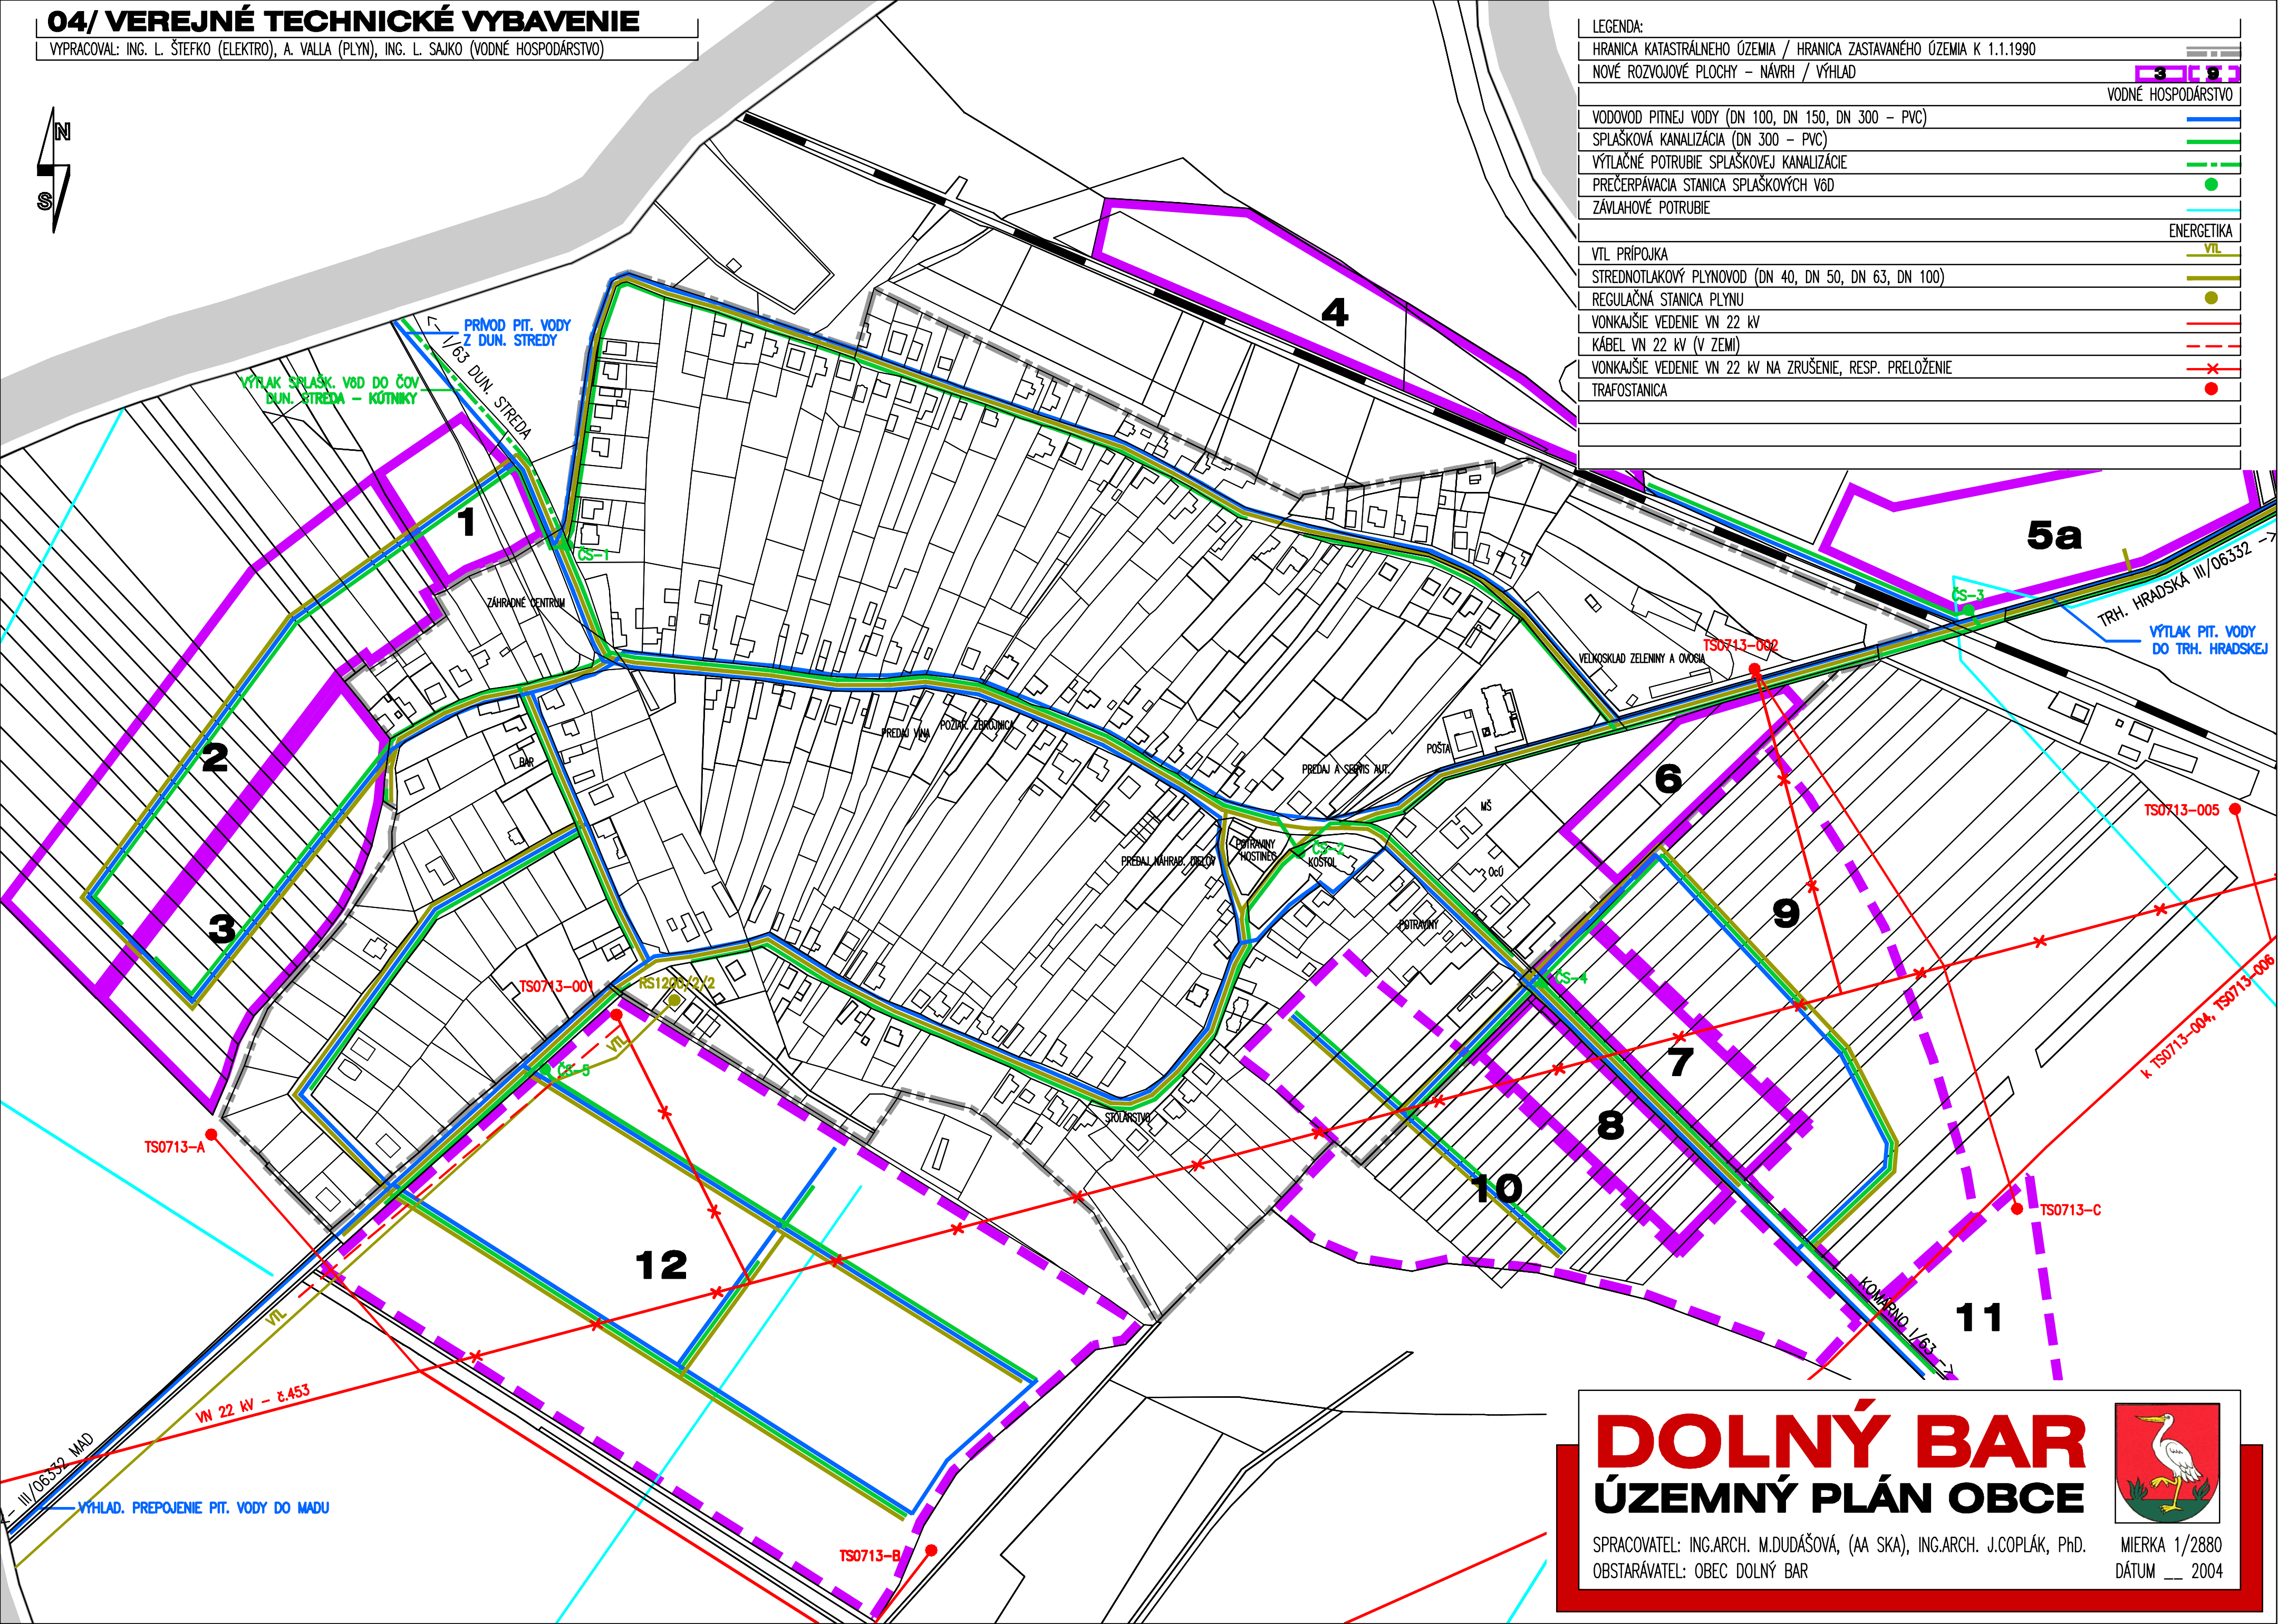 04/ VEREJNÉ TECHNICKÉ VYBAVENIE
VYPRACOVAL: ING. L. ŠTEFKO (ELEKTRO), A. VALLA (PLYN), ING. L. SAJKO (VODNÉ HOSPODÁRSTVO)
N
S
LEGENDA:
HRANICA KATASTRÁLNEHO ÚZEMIA / HRANICA ZASTAVANÉHO ÚZEMIA K 1.1.1990
NOVÉ ROZVOJOVÉ PLOCHY – NÁVRH / VÝHLAD 3 9
VODNÉ HOSPODÁRSTVO
VODOVOD PITNEJ VODY (DN 100, DN 150, DN 300 – PVC)
SPLAŠKOVÁ KANALIZÁCIA (DN 300 – PVC)
VÝTLAČNÉ POTRUBIE SPLAŠKOVEJ KANALIZÁCIE
PREČERPÁVACIA STANICA SPLAŠKOVÝCH VôD
ZÁVLAHOVÉ POTRUBIE
ENERGETIKA
VTL PRÍPOJKA VTL
STREDNOTLAKOVÝ PLYNOVOD (DN 40, DN 50, DN 63, DN 100)
REGULAČNÁ STANICA PLYNU
VONKAJŠIE VEDENIE VN 22 kV
KÁBEL VN 22 kV (V ZEMI)
VONKAJŠIE VEDENIE VN 22 kV NA ZRUŠENIE, RESP. PRELOŽENIE
TRAFOSTANICA
PRÍVOD PIT. VODY
Z DUN. STREDY
<– I/63 DUN. STREDA
VÝTLAK SPLAŠK. VôD DO ČOV
DUN. STREDA – KÚTNIKY
4
1
ČS-1
5a
ČS-3
TRH. HRADSKÁ III/06332 –>
VÝTLAK PIT. VODY
DO TRH. HRADSKEJ
ZÁHRADNÉ CENTRUM
TS0713-002
VEĽKOSKLAD ZELENINY A OVOCIA
PREDAJ VÍNA
POŽIAR. ZBROJNICA
POŠTA
2
BAR
PREDAJ A SERVIS AUT.
6
MŠ
TS0713-005
PREDAJ NÁHRAD. DIELOV
POTRAVINY
HOSTINEC
ČS-2
KOSTOL
OcÚ
3
POTRAVINY
9
TS0713-001
RS1200/2/2
ČS-4
k TS0713-004, TS0713-006
VTL
ČS-5
7
8
STOLÁRSTVO
TS0713-A
10
TS0713-C
12
VTL
KOMÁRNO I/63 –>
11
VN 22 kV – č.453
<– III/06332 MAD
VÝHLAD. PREPOJENIE PIT. VODY DO MADU
TS0713-B
DOLNÝ BAR
ÚZEMNÝ PLÁN OBCE
SPRACOVATEL: ING.ARCH. M.DUDÁŠOVÁ, (AA SKA), ING.ARCH. J.COPLÁK, PhD. MIERKA 1/2880
OBSTARÁVATEL: OBEC DOLNÝ BAR DÁTUM __ 2004